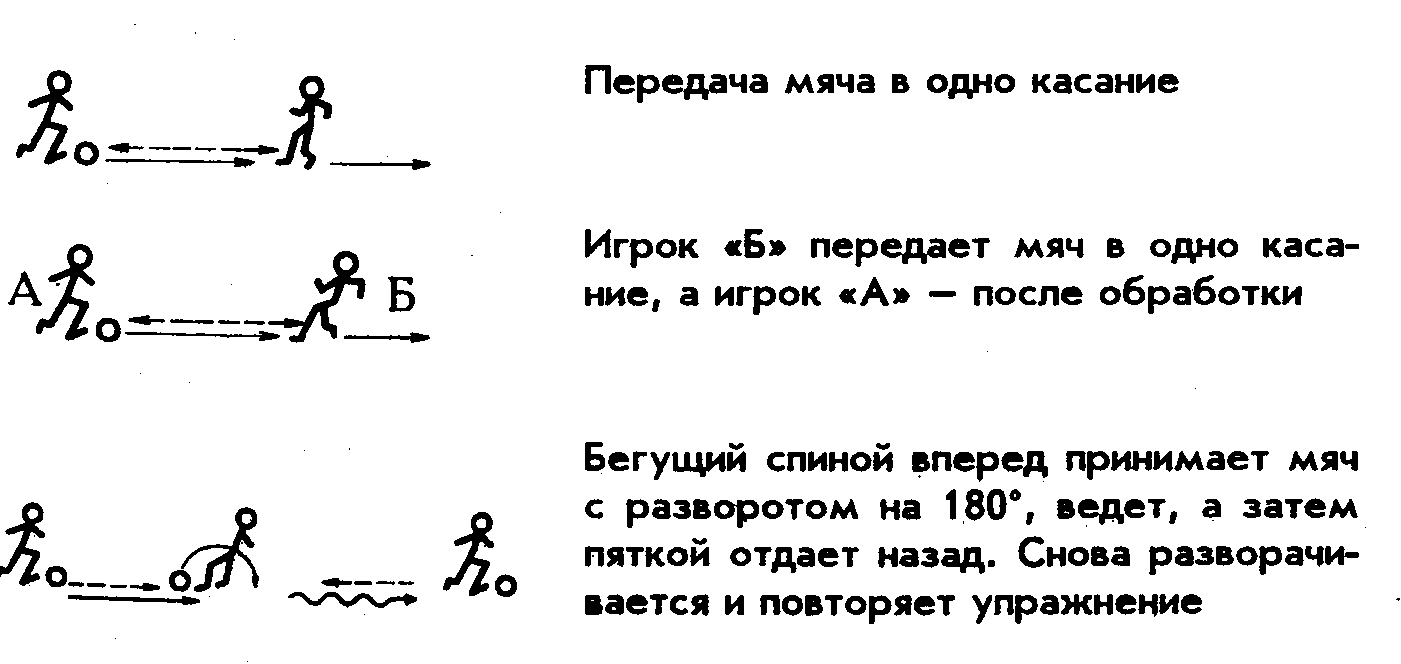 Передача мяча в одно касание
А
Б
Игрок «Б» передает мяч в одно каса-
ние, а игрок «А» — после обработки
Бегущий спиной вперед принимает мяч
с разворотом на 180°, ведет, а затем
пяткой отдает назад. Снова разворачи-
вается и повторяет упражнение